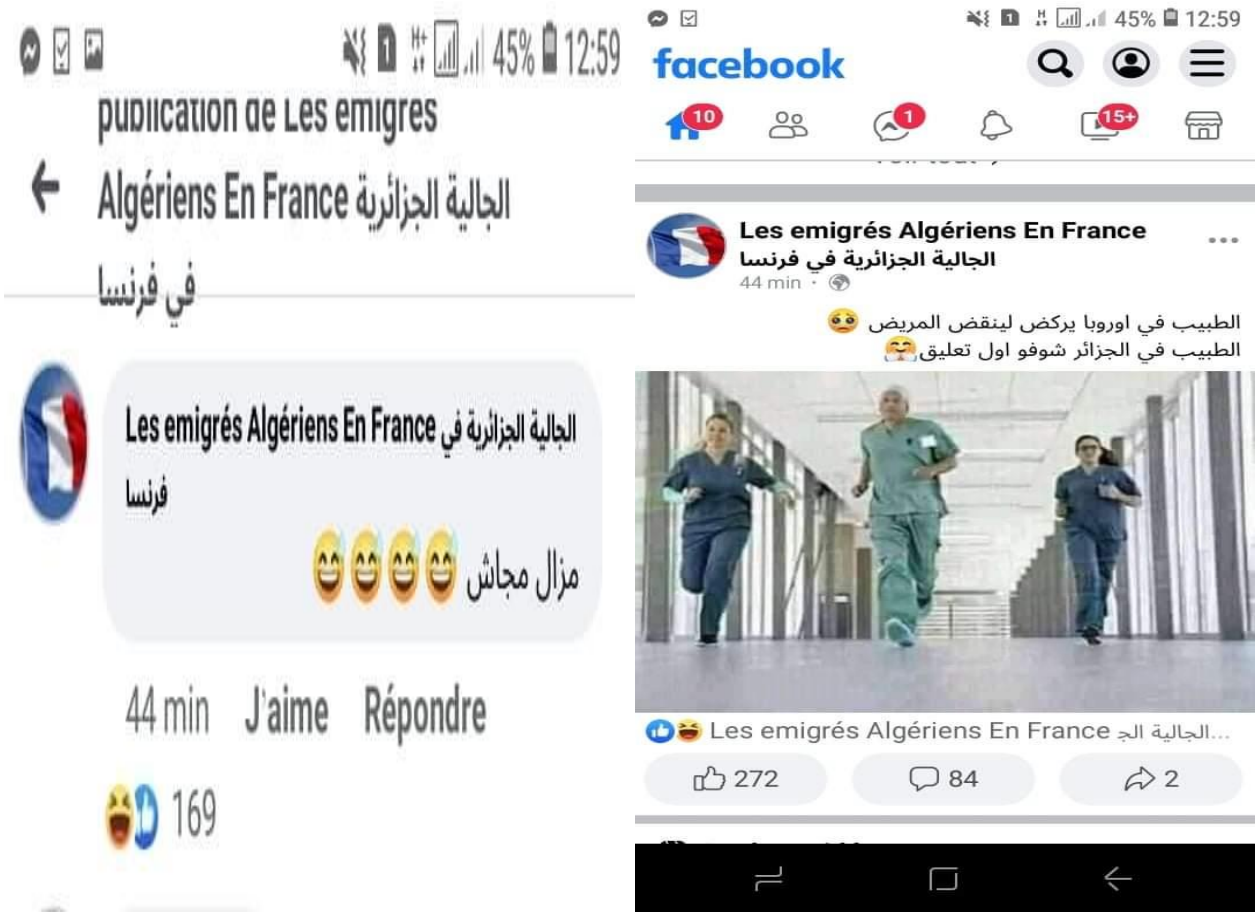 45% 12:59
publication de Les emigrés
Algériens En France الجالية الجزائرية
في فرنسا
Les emigrés Algériens En France الجالية الجزائرية في
فرنسا
مزال مجاش 😅😅😅😅
44 min J'aime Répondre
169
45% 12:59
facebook
10 1 15+
Voir tout
Les emigrés Algériens En France
الجالية الجزائرية في فرنسا
44 min ·
الطبيب في اوروبا يركض لينقض المريض 😢
الطبيب في الجزائر شوفو اول تعليق 😤
Les emigrés Algériens En France الجالية الج...
272 84 2